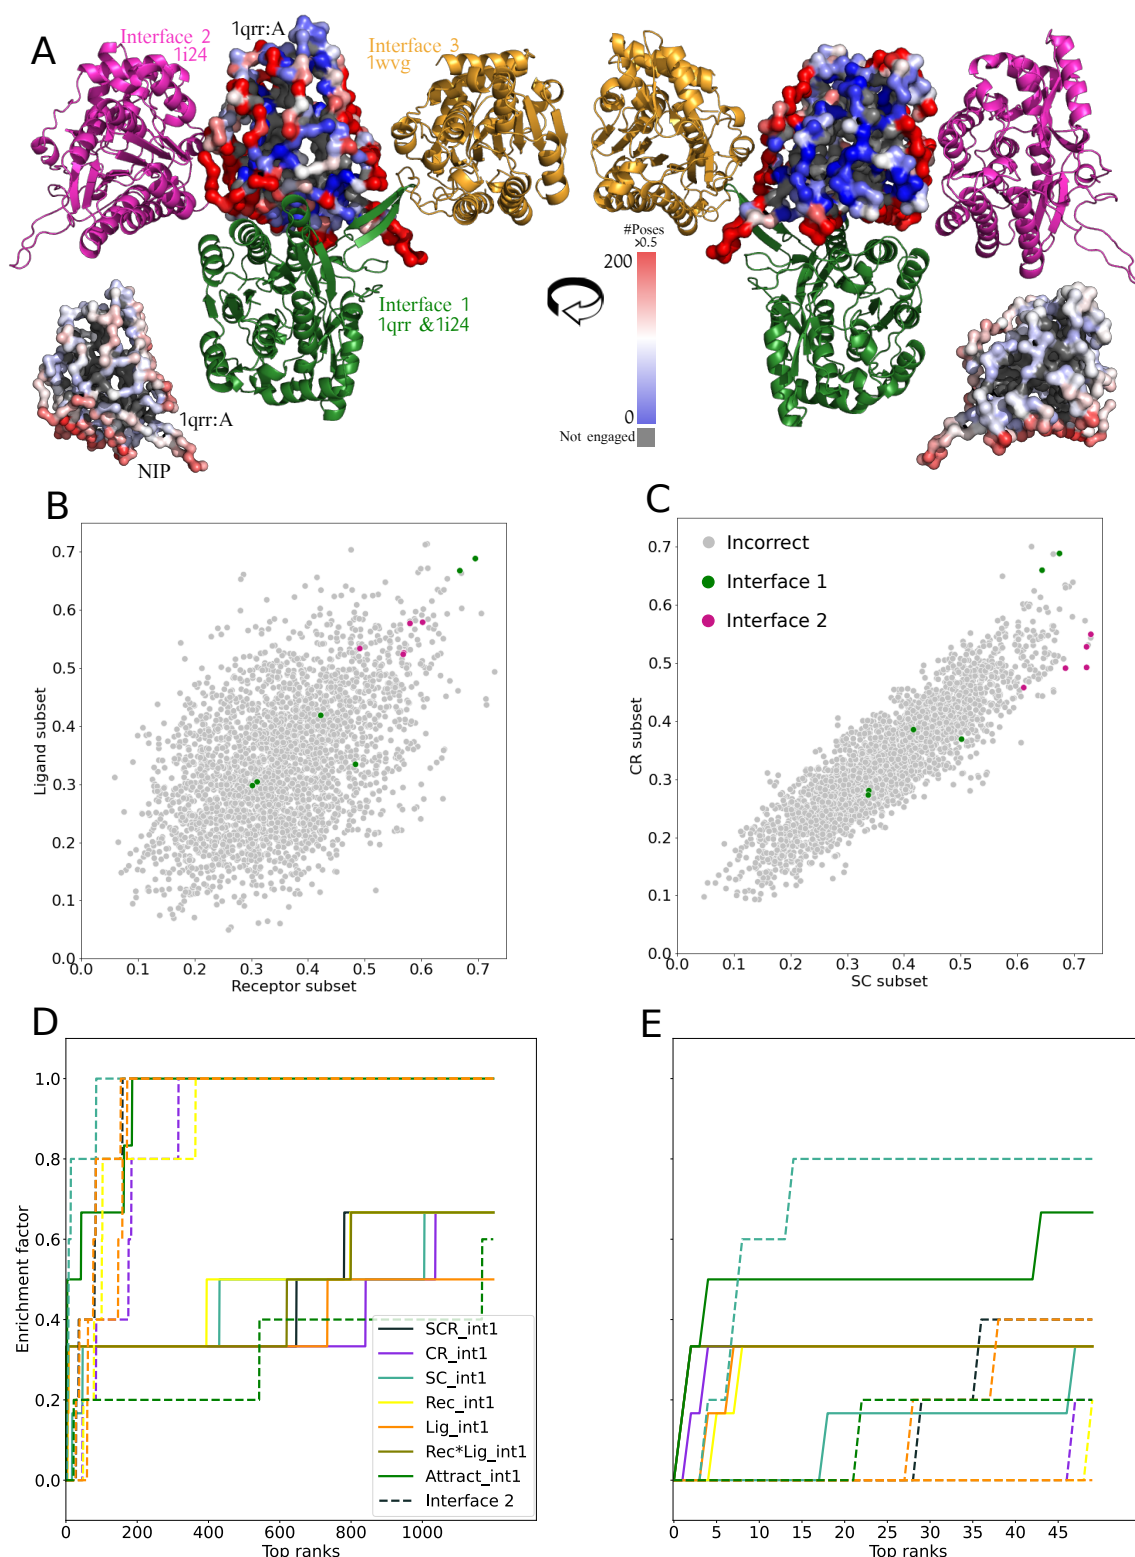 A
Interface 2
1i24
1qrr:A
Interface 3
1wvg
#Poses
>0.5
200
0
Not engaged
Interface 1
1qrr &1i24
1qrr:A
NIP
B
0.7
0.6
0.5
0.4
0.3
0.2
0.1
0.0
Ligand subset
0.0 0.1 0.2 0.3 0.4 0.5 0.6 0.7
Receptor subset
C
Incorrect
Interface 1
Interface 2
0.7
0.6
0.5
0.4
0.3
0.2
0.1
0.0
CR subset
0.0 0.1 0.2 0.3 0.4 0.5 0.6 0.7
SC subset
D
1.0
0.8
0.6
0.4
0.2
0.0
Enrichment factor
SCR_int1
CR_int1
SC_int1
Rec_int1
Lig_int1
Rec*Lig_int1
Attract_int1
Interface 2
0 200 400 600 800 1000
Top ranks
E
0 5 10 15 20 25 30 35 40 45
Top ranks